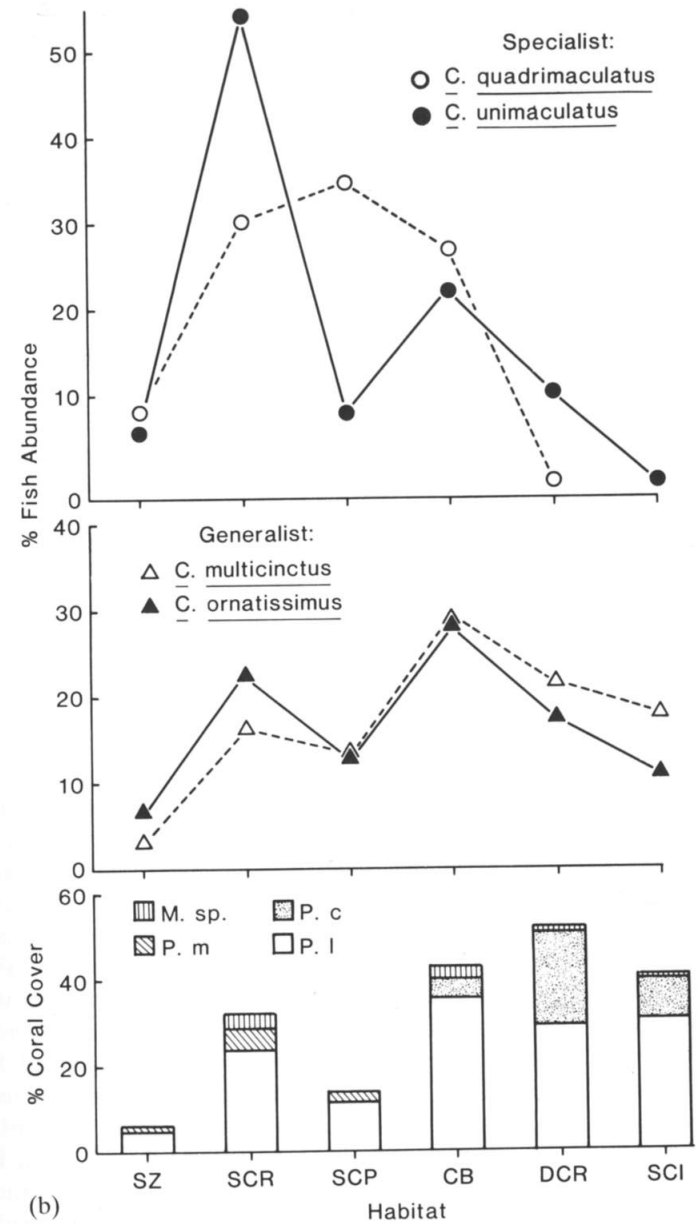 50
40
30
20
10
0
Specialist:
C. quadrimaculatus
C. unimaculatus
% Fish Abundance
40
30
20
10
0
Generalist:
C. multicinctus
C. ornatissimus
60
40
20
0
% Coral Cover
M. sp.
P. c
P. m
P. l
SZ SCR SCP CB DCR SCI
Habitat
(b)